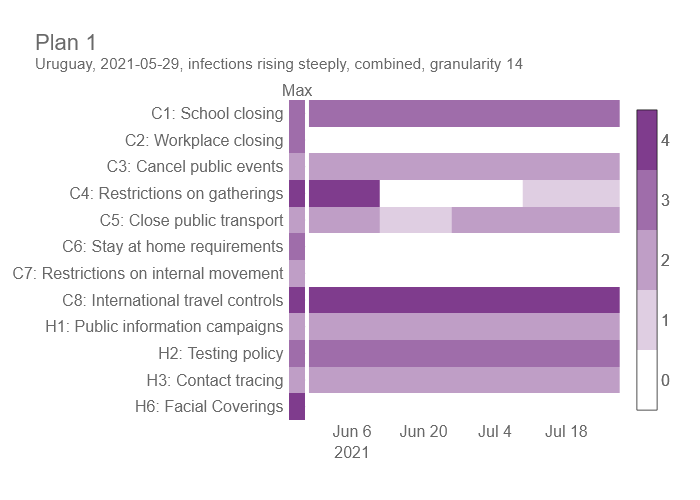 Plan 1
Uruguay, 2021-05-29, infections rising steeply, combined, granularity 14
Max
C1: School closing
C2: Workplace closing
C3: Cancel public events
C4: Restrictions on gatherings
C5: Close public transport
C6: Stay at home requirements
C7: Restrictions on internal movement
C8: International travel controls
H1: Public information campaigns
H2: Testing policy
H3: Contact tracing
H6: Facial Coverings
4
3
2
1
0
Jun 6 Jun 20 Jul 4 Jul 18
2021